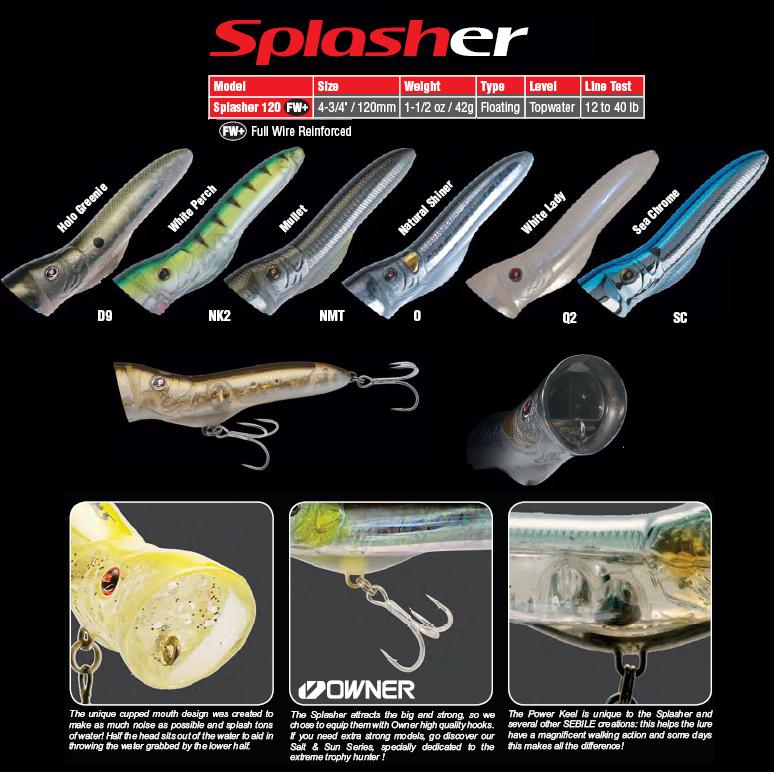 Splasher
Model Size Weight Type Level Line Test
Splasher 120 FW+ 4-3/4" / 120mm 1-1/2 oz / 42g Floating Topwater 12 to 40 lb
FW+ Full Wire Reinforced
Holo Greenie
White Perch
Mullet
Natural Shiner
White Lady
Sea Chrome
D9
NK2
NMT
O
Q2
SC
OWNER
The unique cupped mouth design was created to
make as much noise as possible and splash tons
of water! Half the head sits out of the water to aid in
throwing the water grabbed by the lower half.
The Splasher attracts the big and strong, so we
chose to equip them with Owner high quality hooks.
If you need extra strong models, go discover our
Salt & Sun Series, specially dedicated to the
extreme trophy hunter !
The Power Keel is unique to the Splasher and
several other SEBILE creations: this helps the lure
have a magnificent walking action and some days
this makes all the difference!